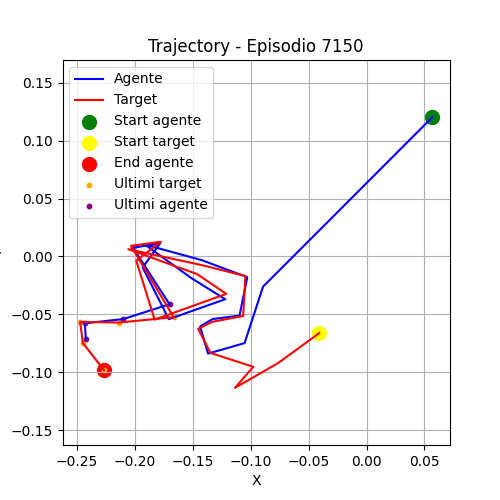 Trajectory - Episodio 7150
Agente
Target
Start agente
Start target
End agente
Ultimi target
Ultimi agente
0.15
0.10
0.05
0.00
−0.05
−0.10
−0.15
−0.25
−0.20
−0.15
−0.10
−0.05
0.00
0.05
X